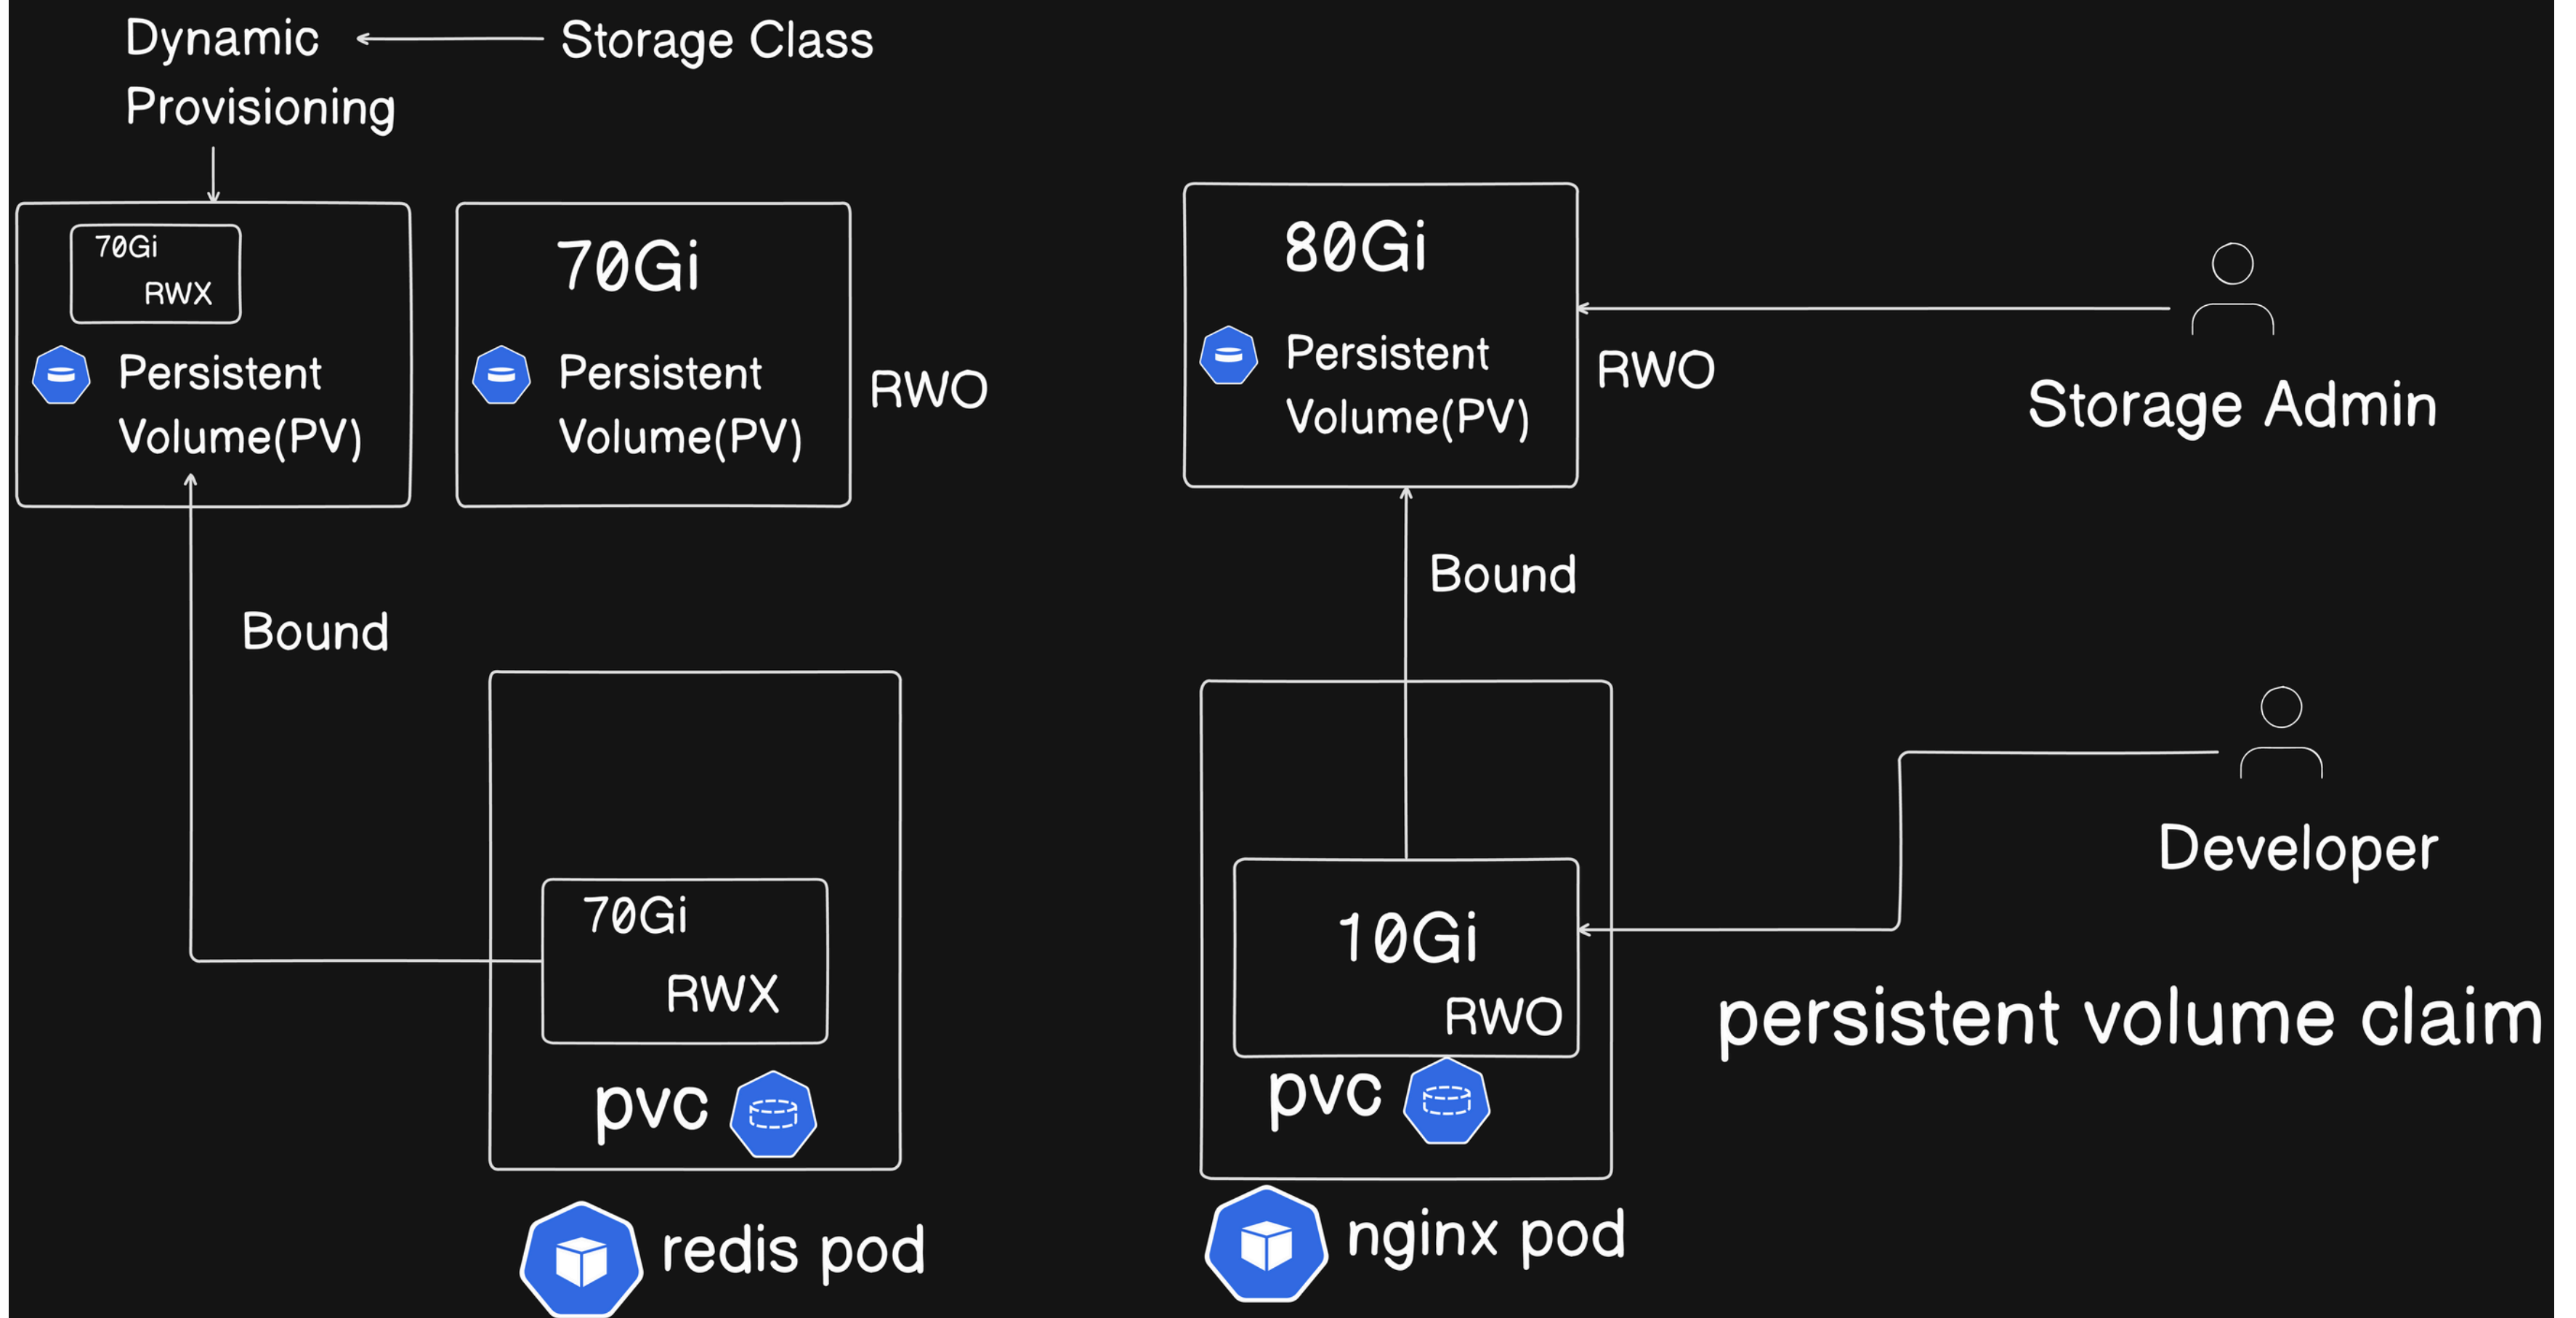 Dynamic
Provisioning
Storage Class
70Gi
RWX
Persistent
Volume(PV)
70Gi
Persistent
Volume(PV)
RWO
80Gi
Persistent
Volume(PV)
RWO
Storage Admin
Bound
Bound
Developer
70Gi
RWX
pvc
10Gi
RWO
pvc
persistent volume claim
redis pod
nginx pod